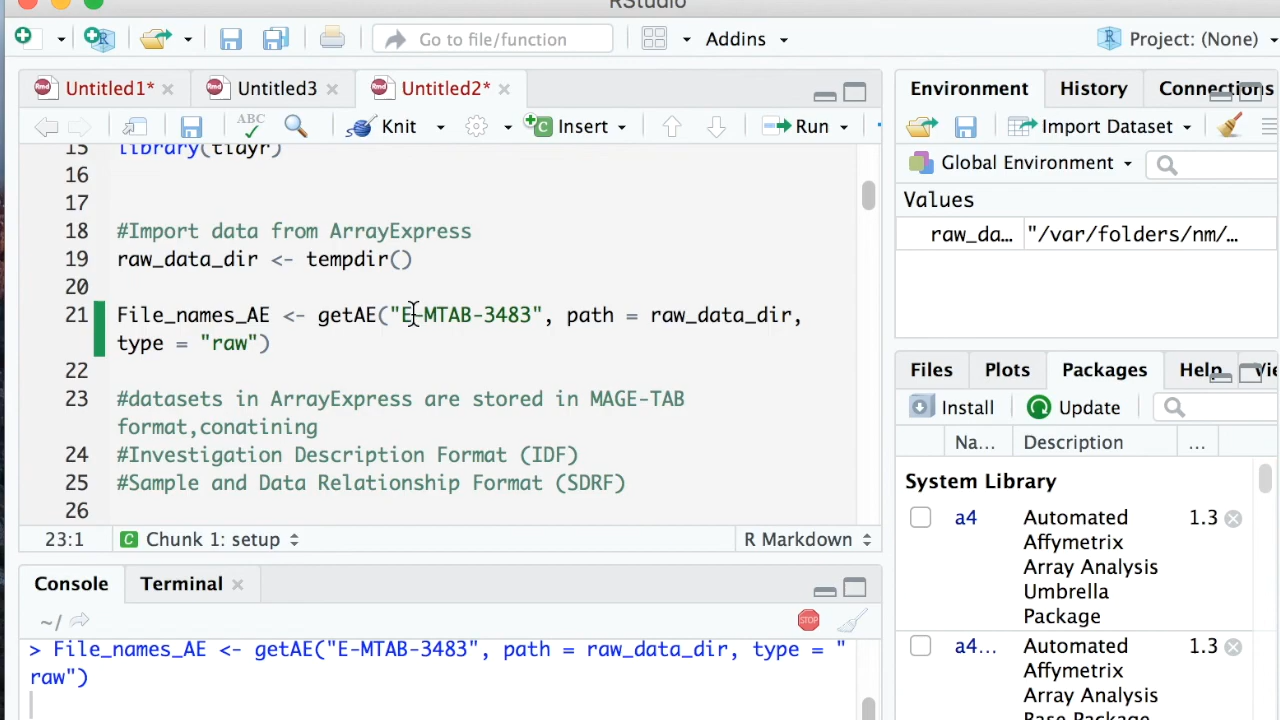 RStudio
Go to file/function
Addins
Project: (None)
Untitled1*
Untitled3
Untitled2*
ABC
Knit
Insert
Run
15 library(tidyr)
16
17
18 #Import data from ArrayExpress
19 raw_data_dir <- tempdir()
20
21 File_names_AE <- getAE("E-MTAB-3483", path = raw_data_dir,
type = "raw")
22
23 #datasets in ArrayExpress are stored in MAGE-TAB
format,conatining
24 #Investigation Description Format (IDF)
25 #Sample and Data Relationship Format (SDRF)
26
23:1
Chunk 1: setup
R Markdown
Console
Terminal
~/
STOP
> File_names_AE <- getAE("E-MTAB-3483", path = raw_data_dir, type = "
raw")
Environment
History
Connections
Import Dataset
Global Environment
Values
raw_da… "/var/folders/nm/…
Files
Plots
Packages
Help
Vie
Install
Update
Na…
Description
…
System Library
a4
Automated
Affymetrix
Array Analysis
Umbrella
Package
1.3
a4…
Automated
Affymetrix
Array Analysis
Base Package
1.3